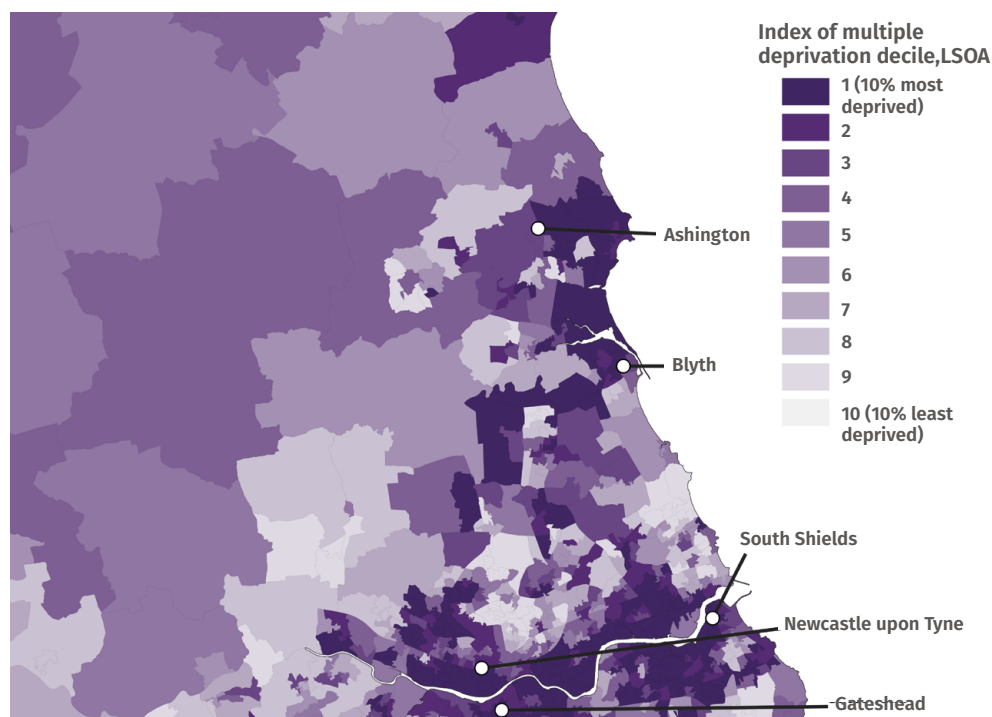 Index of multiple
deprivation decile,LSOA
1 (10% most
deprived)
2
3
4
5
6
7
8
9
10 (10% least
deprived)
Ashington
Blyth
South Shields
Newcastle upon Tyne
Gateshead